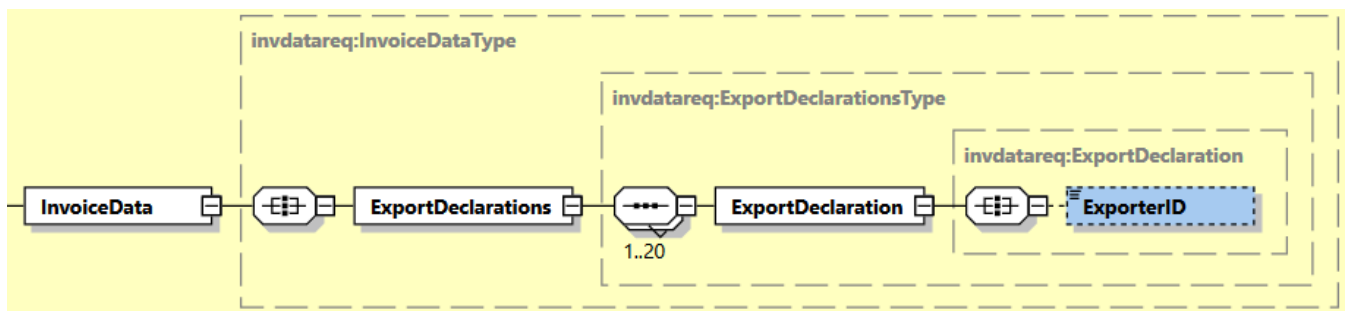 invdatareq:InvoiceDataType
invdatareq:ExportDeclarationsType
invdatareq:ExportDeclaration
InvoiceData
ExportDeclarations
ExportDeclaration
ExporterID
1..20